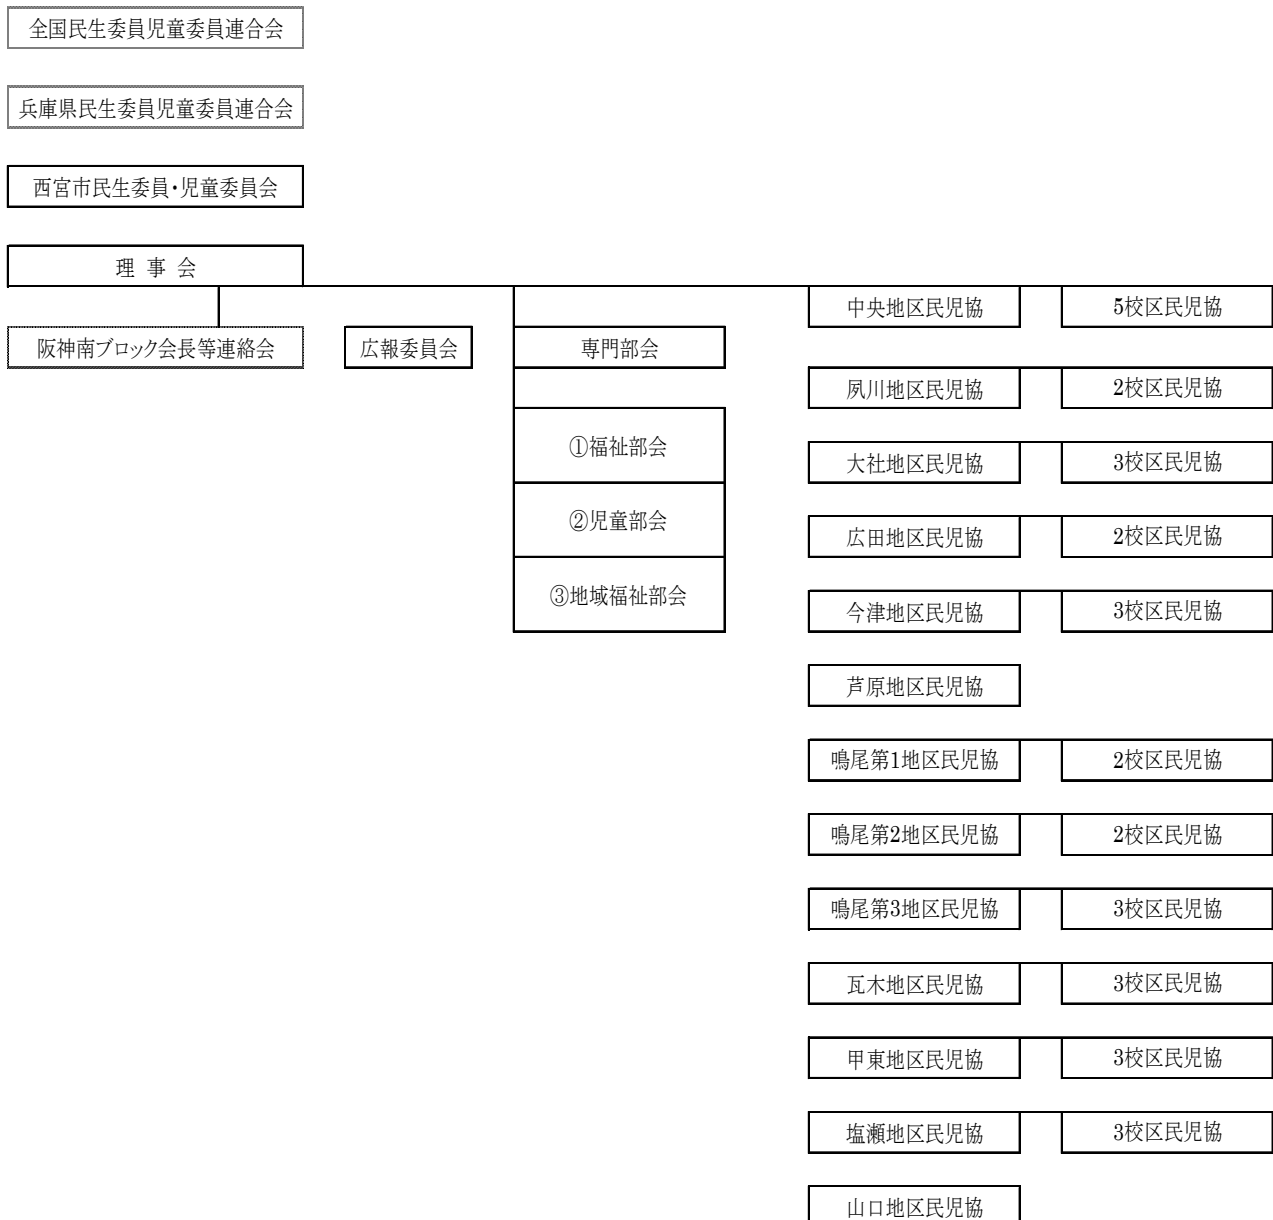 全国民生委員児童委員連合会
兵庫県民生委員児童委員連合会
西宮市民生委員・児童委員会
理 事 会
阪神南ブロック会長等連絡会
広報委員会
専門部会
①福祉部会
②児童部会
③地域福祉部会
中央地区民児協
5校区民児協
夙川地区民児協
2校区民児協
大社地区民児協
3校区民児協
広田地区民児協
2校区民児協
今津地区民児協
3校区民児協
芦原地区民児協
鳴尾第1地区民児協
2校区民児協
鳴尾第2地区民児協
2校区民児協
鳴尾第3地区民児協
3校区民児協
瓦木地区民児協
3校区民児協
甲東地区民児協
3校区民児協
塩瀬地区民児協
3校区民児協
山口地区民児協